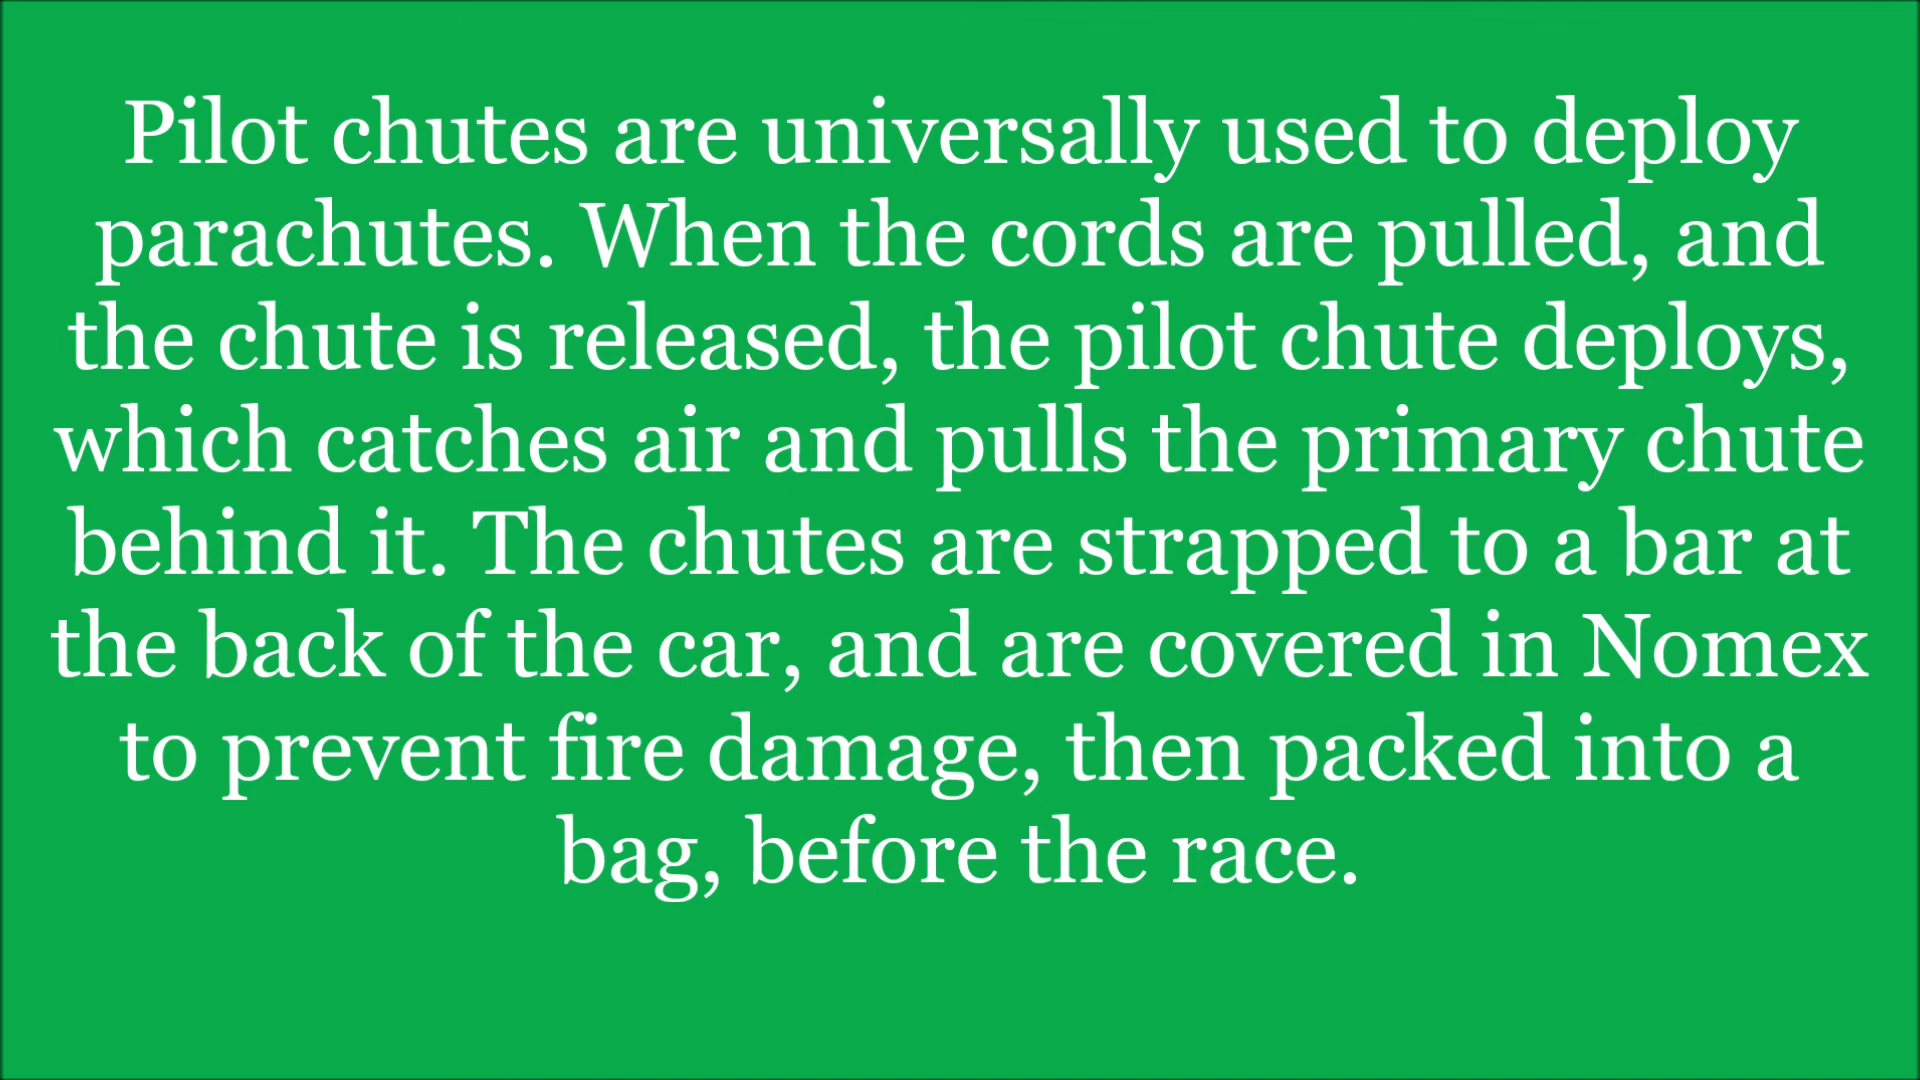 Pilot chutes are universally used to deploy
parachutes. When the cords are pulled, and
the chute is released, the pilot chute deploys,
which catches air and pulls the primary chute
behind it. The chutes are strapped to a bar at
the back of the car, and are covered in Nomex
to prevent fire damage, then packed into a
bag, before the race.